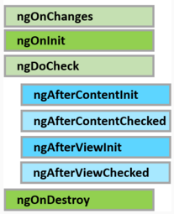 ngOnChanges
ngOnInit
ngDoCheck
ngAfterContentInit
ngAfterContentChecked
ngAfterViewInit
ngAfterViewChecked
ngOnDestroy